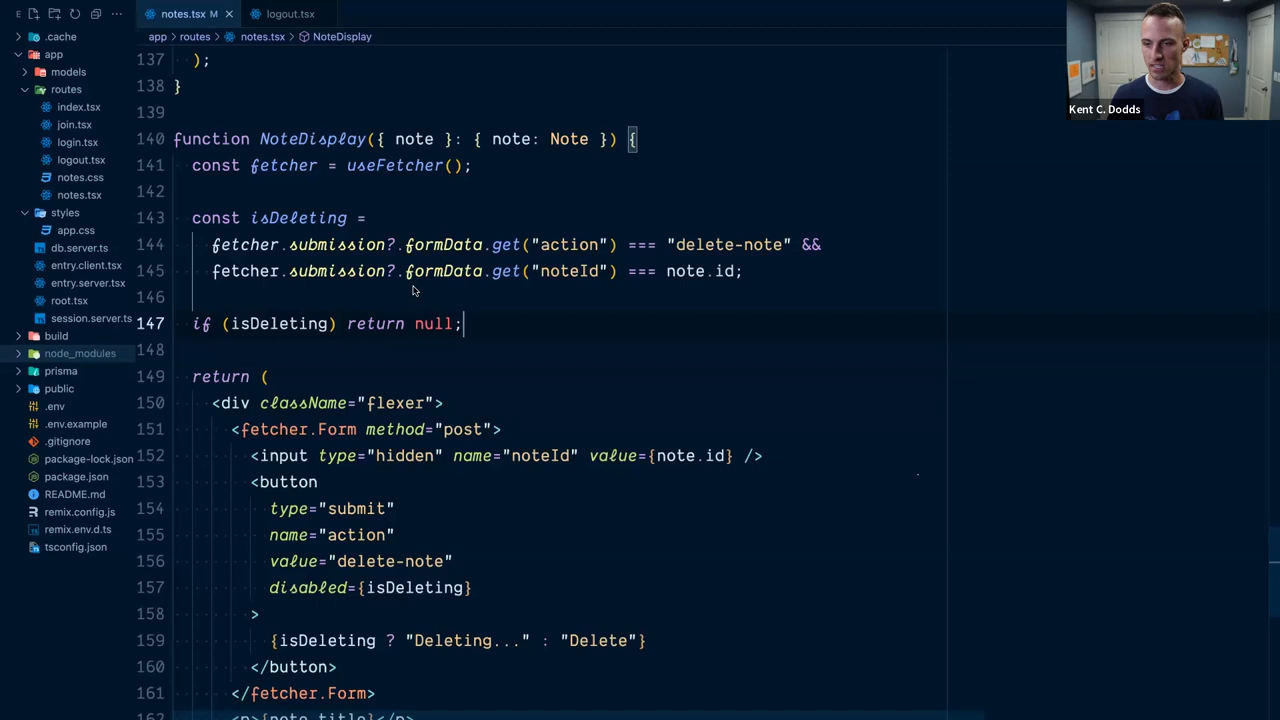 E
notes.tsx M ×
logout.tsx
.cache
app
models
routes
index.tsx
join.tsx
login.tsx
logout.tsx
notes.css
notes.tsx
styles
app.css
db.server.ts
entry.client.tsx
entry.server.tsx
root.tsx
session.server.ts
build
node_modules
prisma
public
.env
.env.example
.gitignore
package-lock.json
package.json
README.md
remix.config.js
remix.env.d.ts
tsconfig.json
app > routes > notes.tsx > NoteDisplay
137 );
138 }
139
140 function NoteDisplay({ note }: { note: Note }) {
141 const fetcher = useFetcher();
142
143 const isDeleting =
144 fetcher.submission?.formData.get("action") === "delete-note" &&
145 fetcher.submission?.formData.get("noteId") === note.id;
146
147 if (isDeleting) return null;
148
149 return (
150 <div className="flexer">
151 <fetcher.Form method="post">
152 <input type="hidden" name="noteId" value={note.id} />
153 <button
154 type="submit"
155 name="action"
156 value="delete-note"
157 disabled={isDeleting}
158 >
159 {isDeleting ? "Deleting..." : "Delete"}
160 </button>
161 </fetcher.Form>
162 <p>{note.title}</p>
Kent C. Dodds